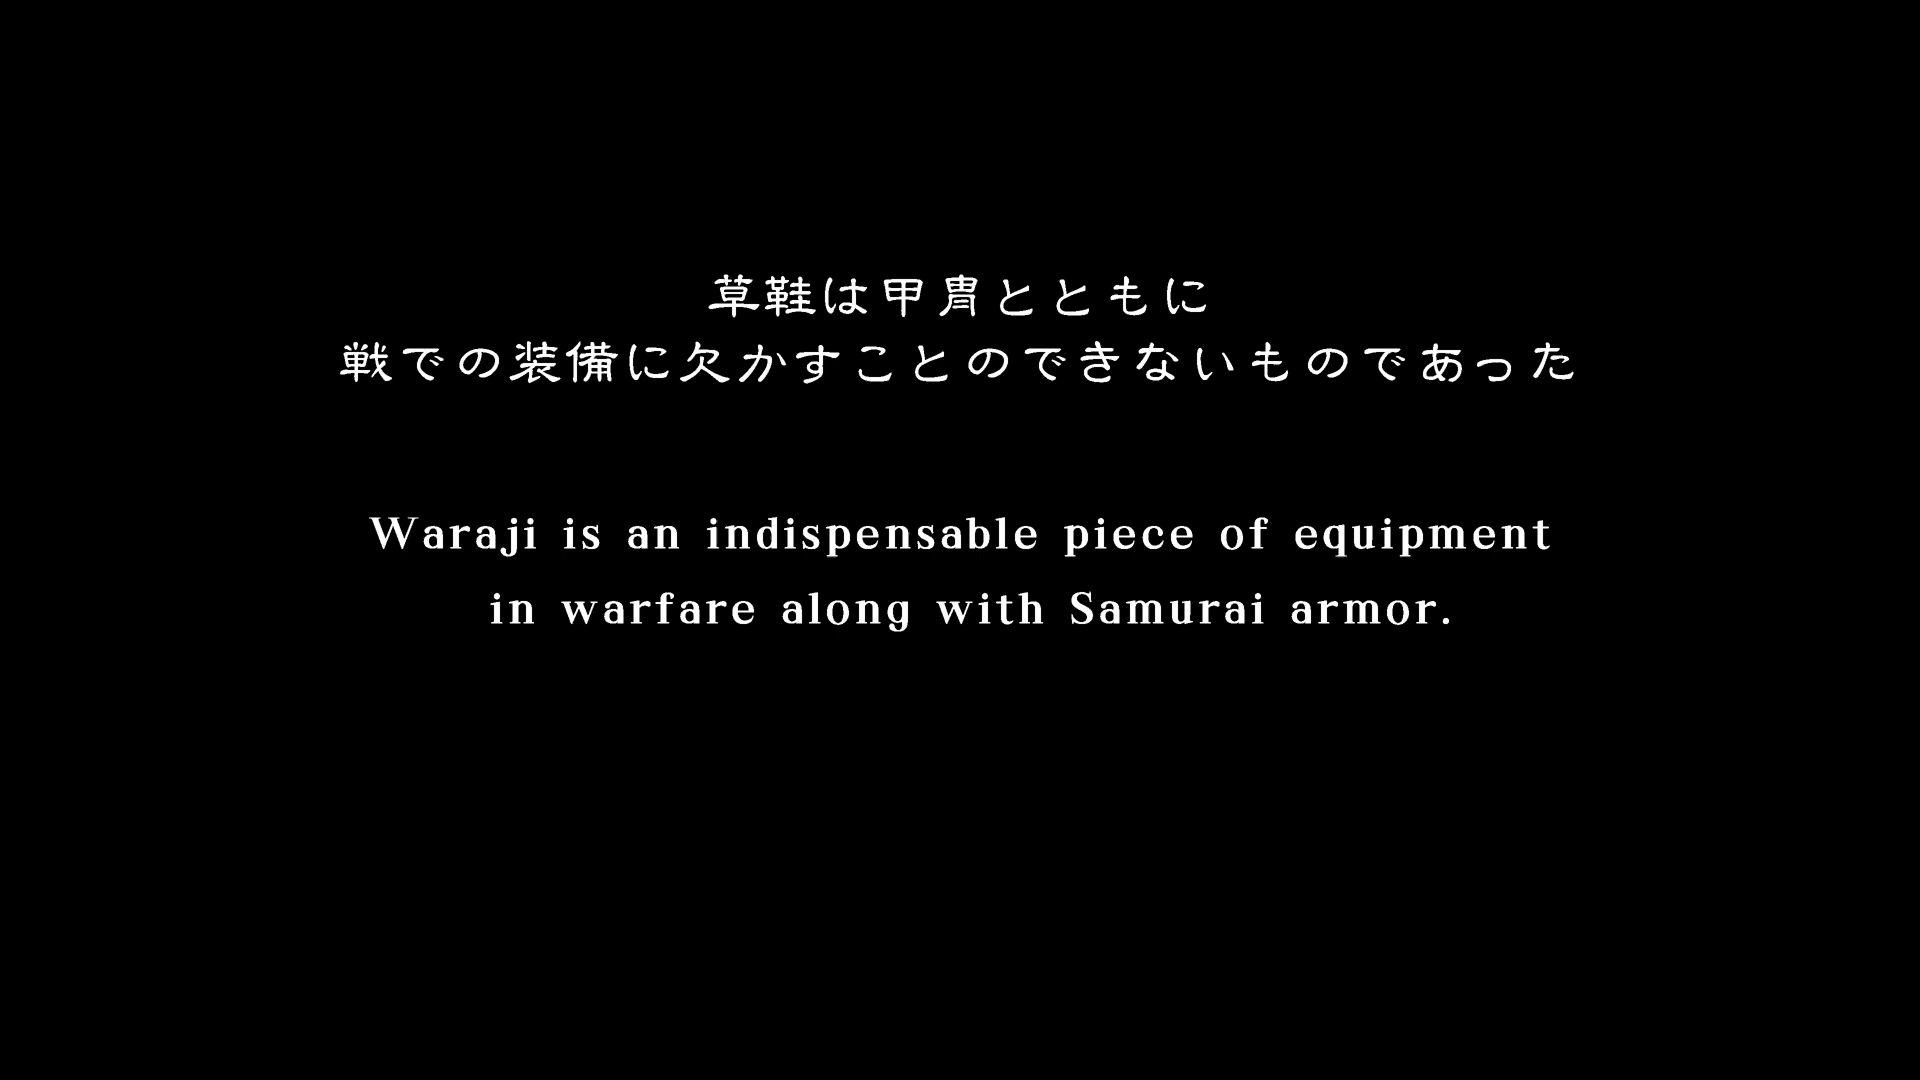 草鞋は甲冑とともに
戦での装備に欠かすことのできないものであった
Waraji is an indispensable piece of equipment
in warfare along with Samurai armor.